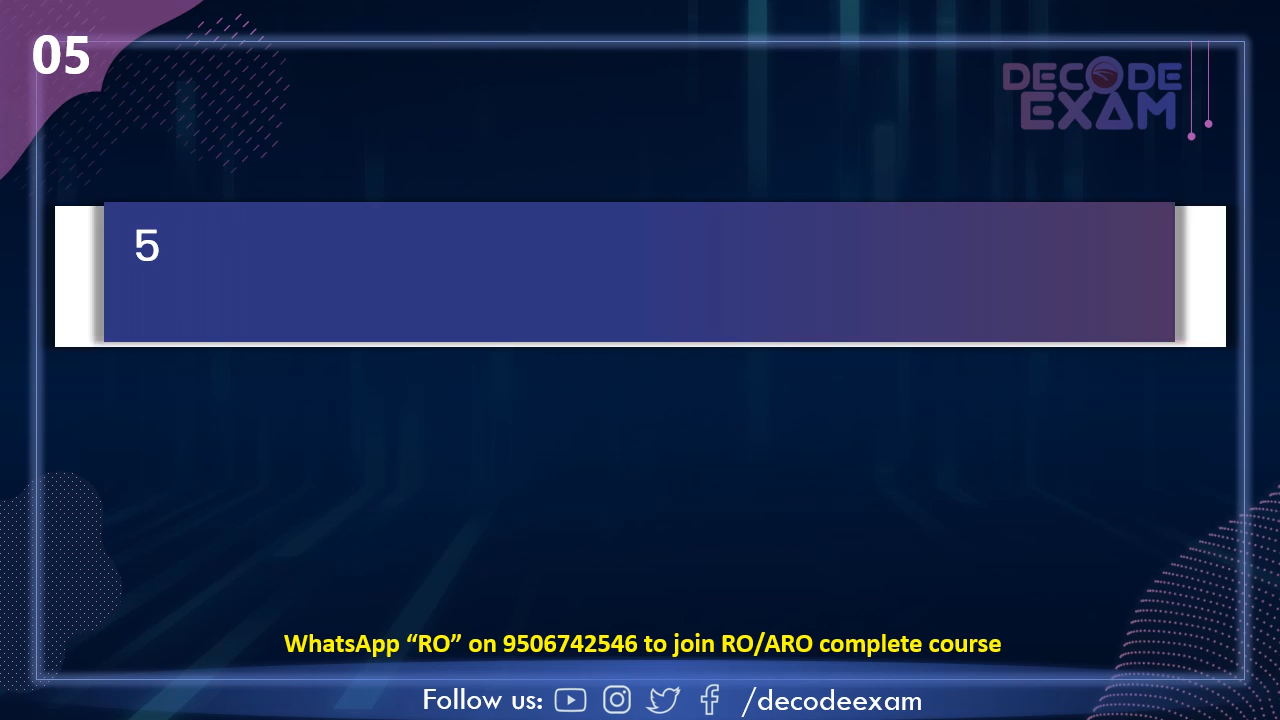 05
DECODE
EXAM
5
WhatsApp “RO” on 9506742546 to join RO/ARO complete course
Follow us: /decodeexam